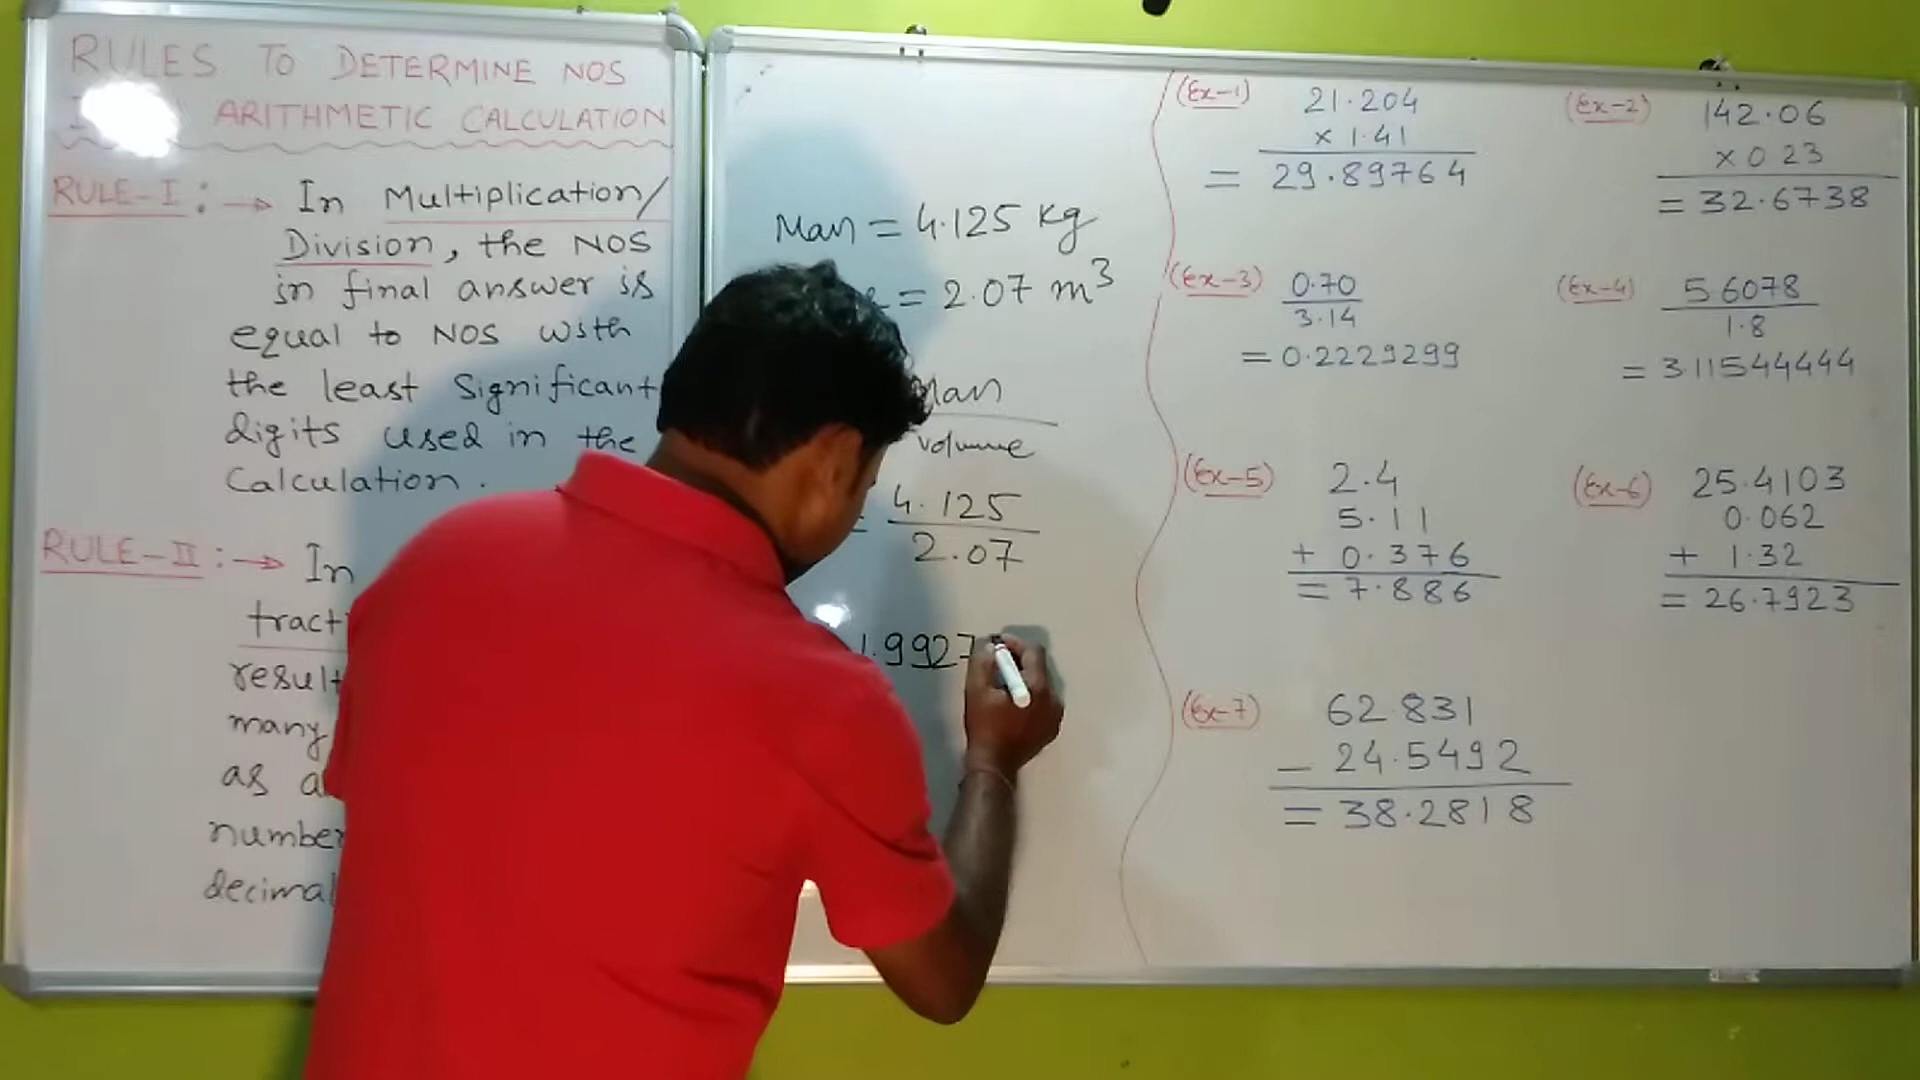 RULES TO DETERMINE NOS
ARITHMETIC CALCULATION
RULE-I :→ In Multiplication/
Division, the NOS
in final answer is
equal to NOS with
the least significant
digits used in the
Calculation.
RULE-II :→ In
tract
result
many
as a
number
decimal
Mass = 4.125 kg
= 2.07 m³
Mass
volume
= 4.125
2.07
1.9927
(Ex-1) 21.204
× 1.41
= 29.89764
(Ex-2) 142.06
× 0 23
= 32.6738
(Ex-3) 0.70
3.14
= 0.2229299
(Ex-4) 5.6078
1.8
= 3.11544444
(Ex-5) 2.4
5.11
+ 0.376
= 7.886
(Ex-6) 25.4103
0.062
+ 1.32
= 26.7923
(Ex-7) 62.831
- 24.5492
= 38.2818